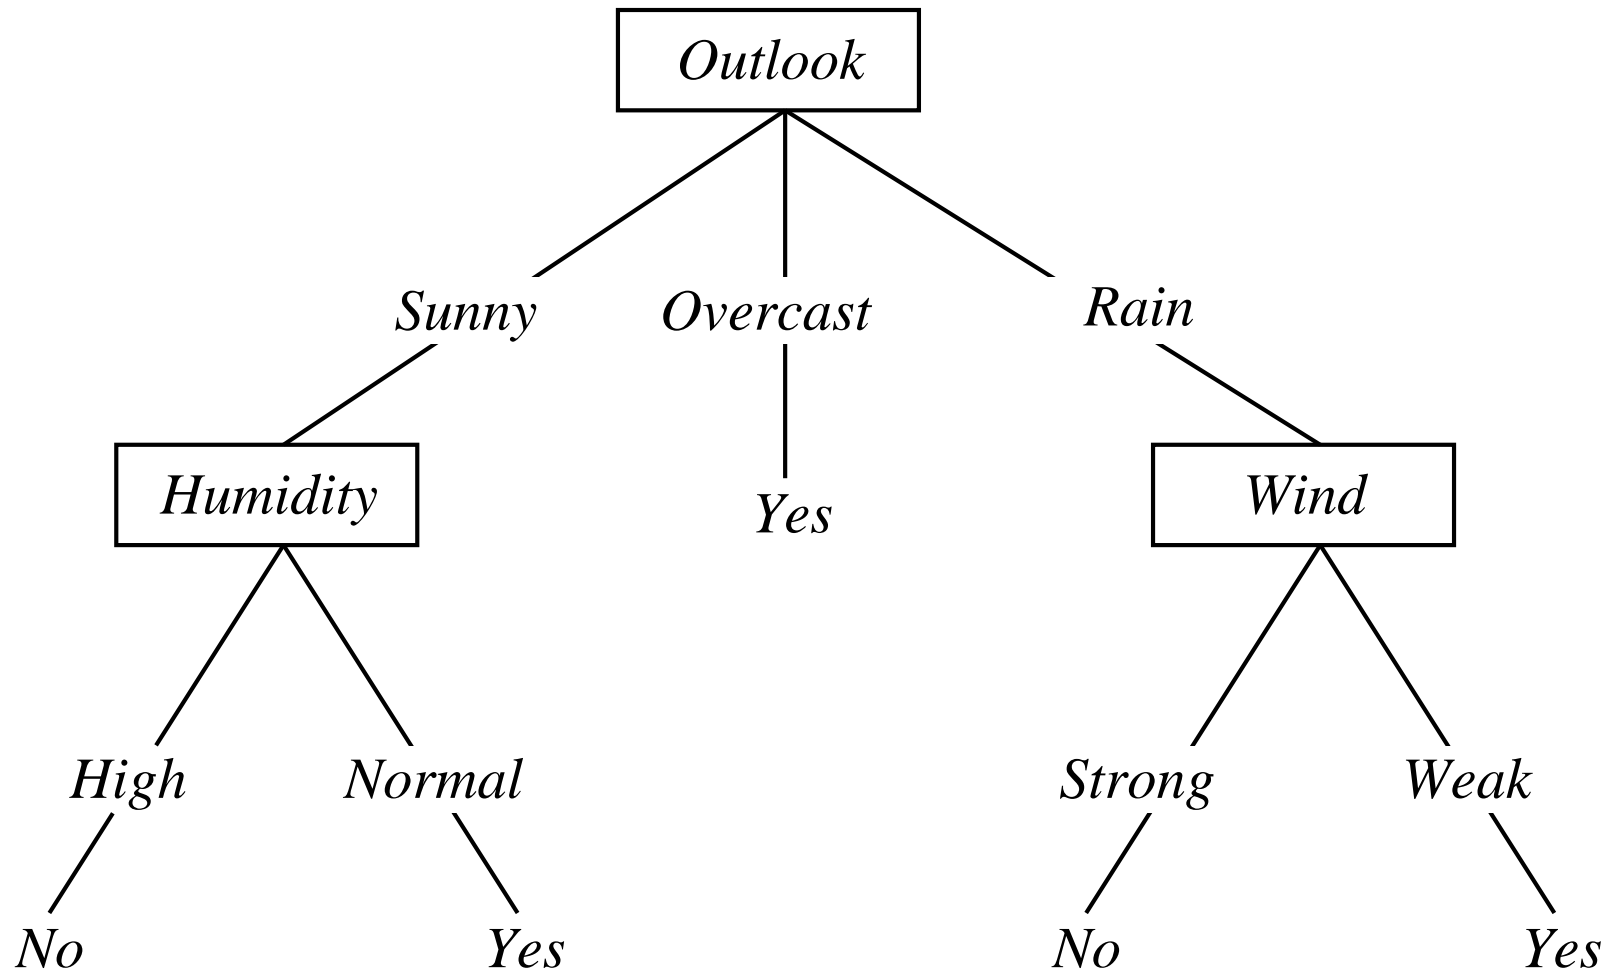 Outlook
Sunny Overcast Rain
Humidity Yes Wind
High Normal Strong Weak
No Yes No Yes